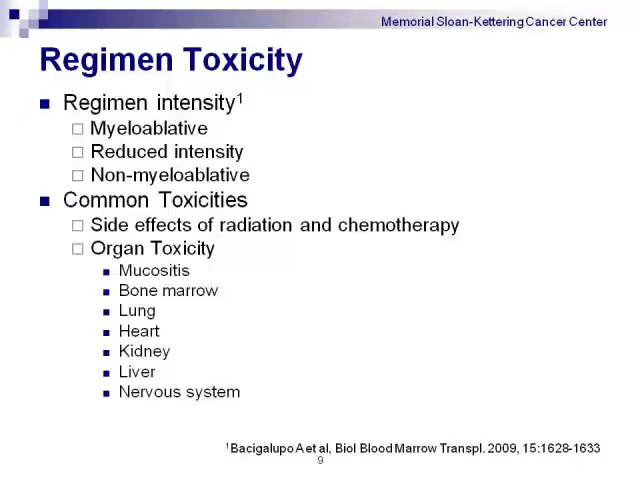 Memorial Sloan-Kettering Cancer Center
Regimen Toxicity
Regimen intensity1
Myeloablative
Reduced intensity
Non-myeloablative
Common Toxicities
Side effects of radiation and chemotherapy
Organ Toxicity
Mucositis
Bone marrow
Lung
Heart
Kidney
Liver
Nervous system
1Bacigalupo A et al, Biol Blood Marrow Transpl. 2009, 15:1628-1633
9